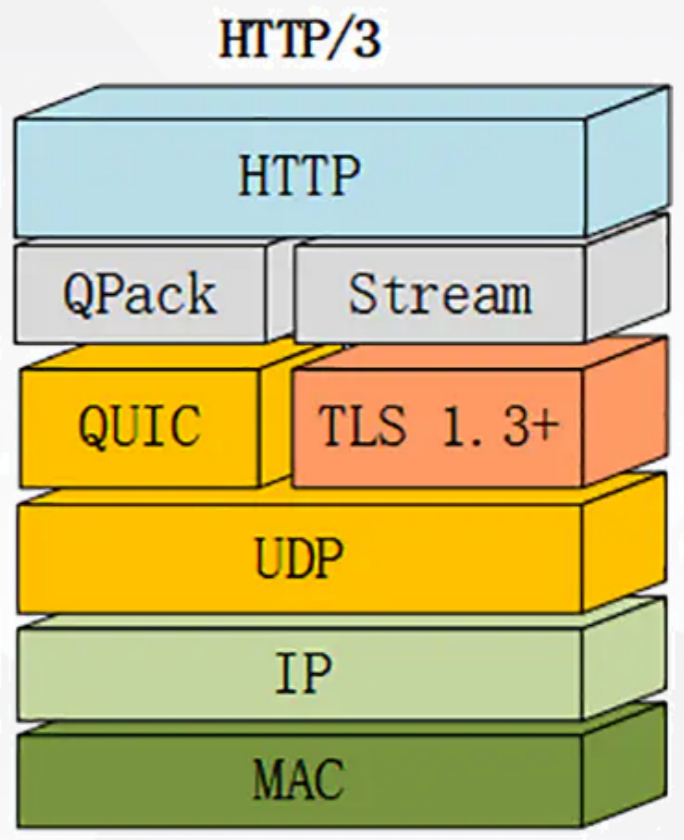 HTTP/3
HTTP
QPack Stream
QUIC TLS 1.3+
UDP
IP
MAC